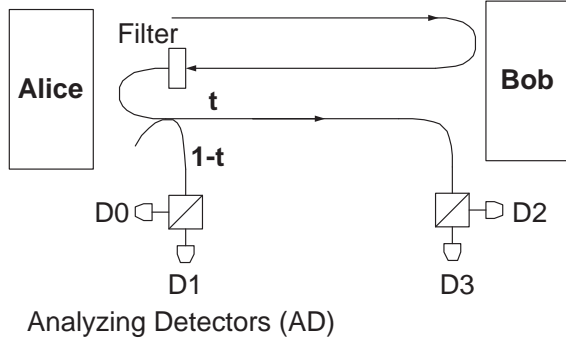 Filter
Alice
Bob
t
1-t
D0
D2
D1
D3
Analyzing Detectors (AD)